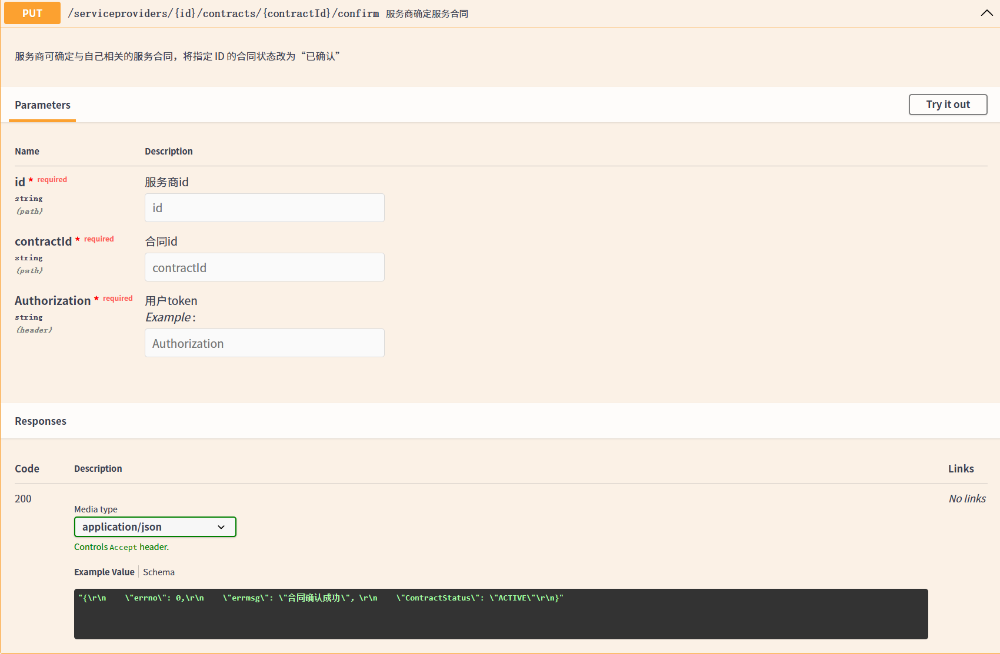 PUT /serviceproviders/{id}/contracts/{contractId}/confirm 服务商确定服务合同
服务商可确定与自己相关的服务合同，将指定 ID 的合同状态改为“已确认”
Parameters
Try it out
Name Description
id * required
string
(path)
服务商id
id
contractId * required
string
(path)
合同id
contractId
Authorization * required
string
(header)
用户token
Example :
Authorization
Responses
Code Description Links
200 No links
Media type
application/json
Controls Accept header.
Example Value Schema
"{\r\n    \"errno\": 0,\r\n    \"errmsg\": \"合同确认成功\", \r\n    \"ContractStatus\": \"ACTIVE\"\r\n}"